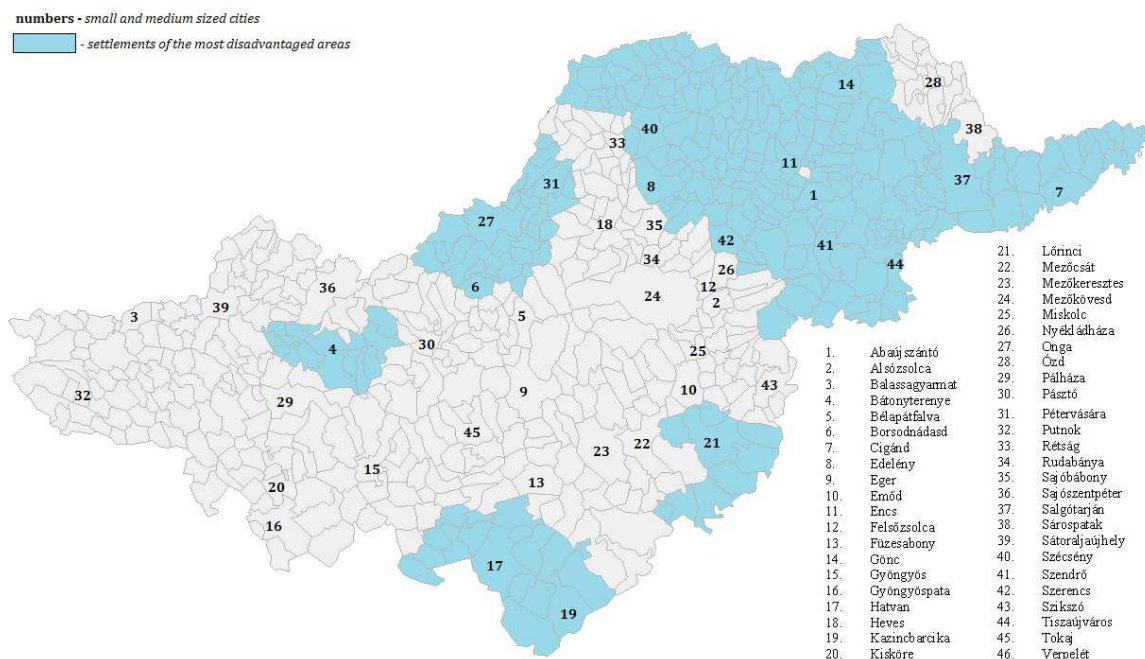 numbers - small and medium sized cities
- settlements of the most disadvantaged areas
14
28
40
38
33
11
31
8
37
7
1
27
18
35
42
41
34
26
44
36
6
12
24
2
39
3
5
4
30
25
9
10
43
32
29
45
22
21
23
15
13
20
16
17
19
1. Abaújszántó
2. Alsózsolca
3. Balassagyarmat
4. Bátonyterenye
5. Bélapátfalva
6. Borsodnádasd
7. Cigánd
8. Edelény
9. Eger
10. Emőd
11. Encs
12. Felsőzsolca
13. Füzesabony
14. Gönc
15. Gyöngyös
16. Gyöngyöspata
17. Hatvan
18. Heves
19. Kazincbarcika
20. Kisköre
21. Lőrinci
22. Mezőcsát
23. Mezőkeresztes
24. Mezőkövesd
25. Miskolc
26. Nyékládháza
27. Onga
28. Ózd
29. Pálháza
30. Pásztó
31. Pétervására
32. Putnok
33. Rétság
34. Rudabánya
35. Sajóbábony
36. Sajószentpéter
37. Salgótarján
38. Sárospatak
39. Sátoraljaújhely
40. Szécsény
41. Szendrő
42. Szerencs
43. Szikszó
44. Tiszaújváros
45. Tokaj
46. Verpelét